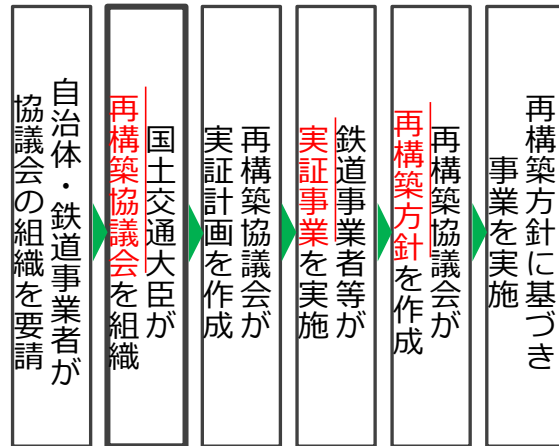 自治体・鉄道事業者が
協議会の組織を要請
国土交通大臣が
再構築協議会を組織
再構築協議会が
実証計画を作成
鉄道事業者等が
実証事業を実施
再構築協議会が
再構築方針を作成
再構築方針に基づき
事業を実施